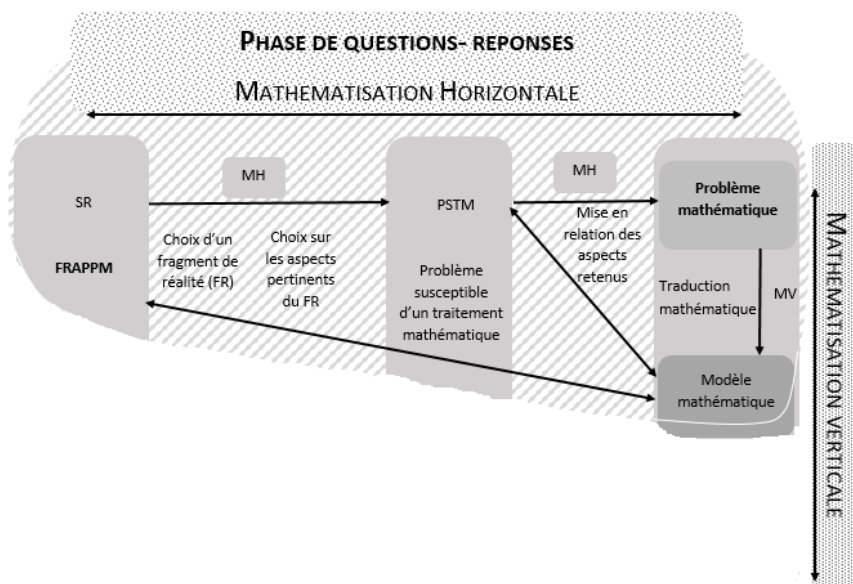 PHASE DE QUESTIONS- REPONSES
MATHEMATISATION HORIZONTALE
MH
MH
SR
FRAPPM
Choix d'un
fragment de
réalité (FR)
Choix sur
les aspects
pertinents
du FR
PSTM
Problème
susceptible
d'un traitement
mathématique
Mise en
relation des
aspects
retenus
Problème
mathématique
Traduction
mathématique
MV
Modèle
mathématique
MATHEMATISATION VERTICALE